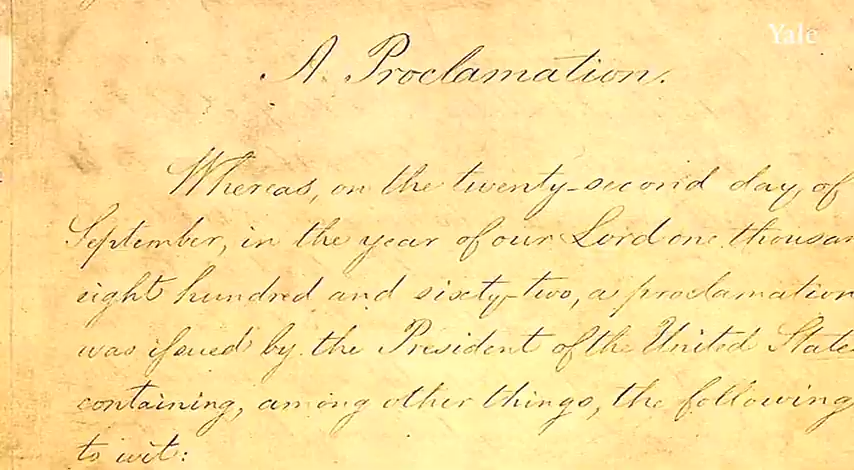 Yale
A Proclamation.
Whereas, on the twenty-second day of
September, in the year of our Lord one thousan
eight hundred and sixty-two, a proclamation
was issued by the President of the United State
containing, among other things, the following
to wit: